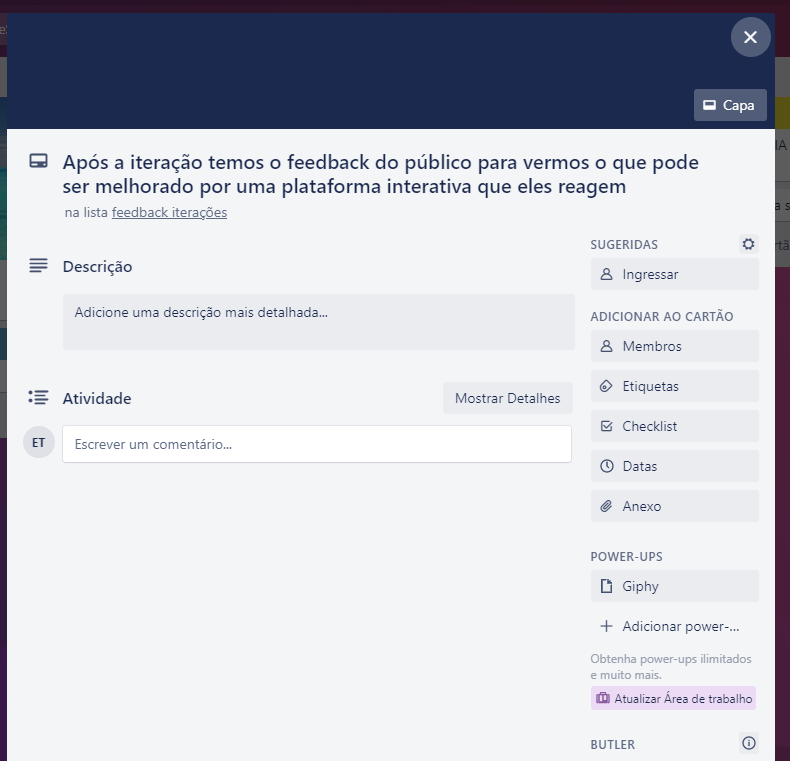 Capa
Após a iteração temos o feedback do público para vermos o que pode
ser melhorado por uma plataforma interativa que eles reagem
na lista feedback iterações
Descrição
Adicione uma descrição mais detalhada...
Atividade
Mostrar Detalhes
ET
Escrever um comentário...
SUGERIDAS
Ingressar
ADICIONAR AO CARTÃO
Membros
Etiquetas
Checklist
Datas
Anexo
POWER-UPS
Giphy
Adicionar power-...
Obtenha power-ups ilimitados
e muito mais.
Atualizar Área de trabalho
BUTLER